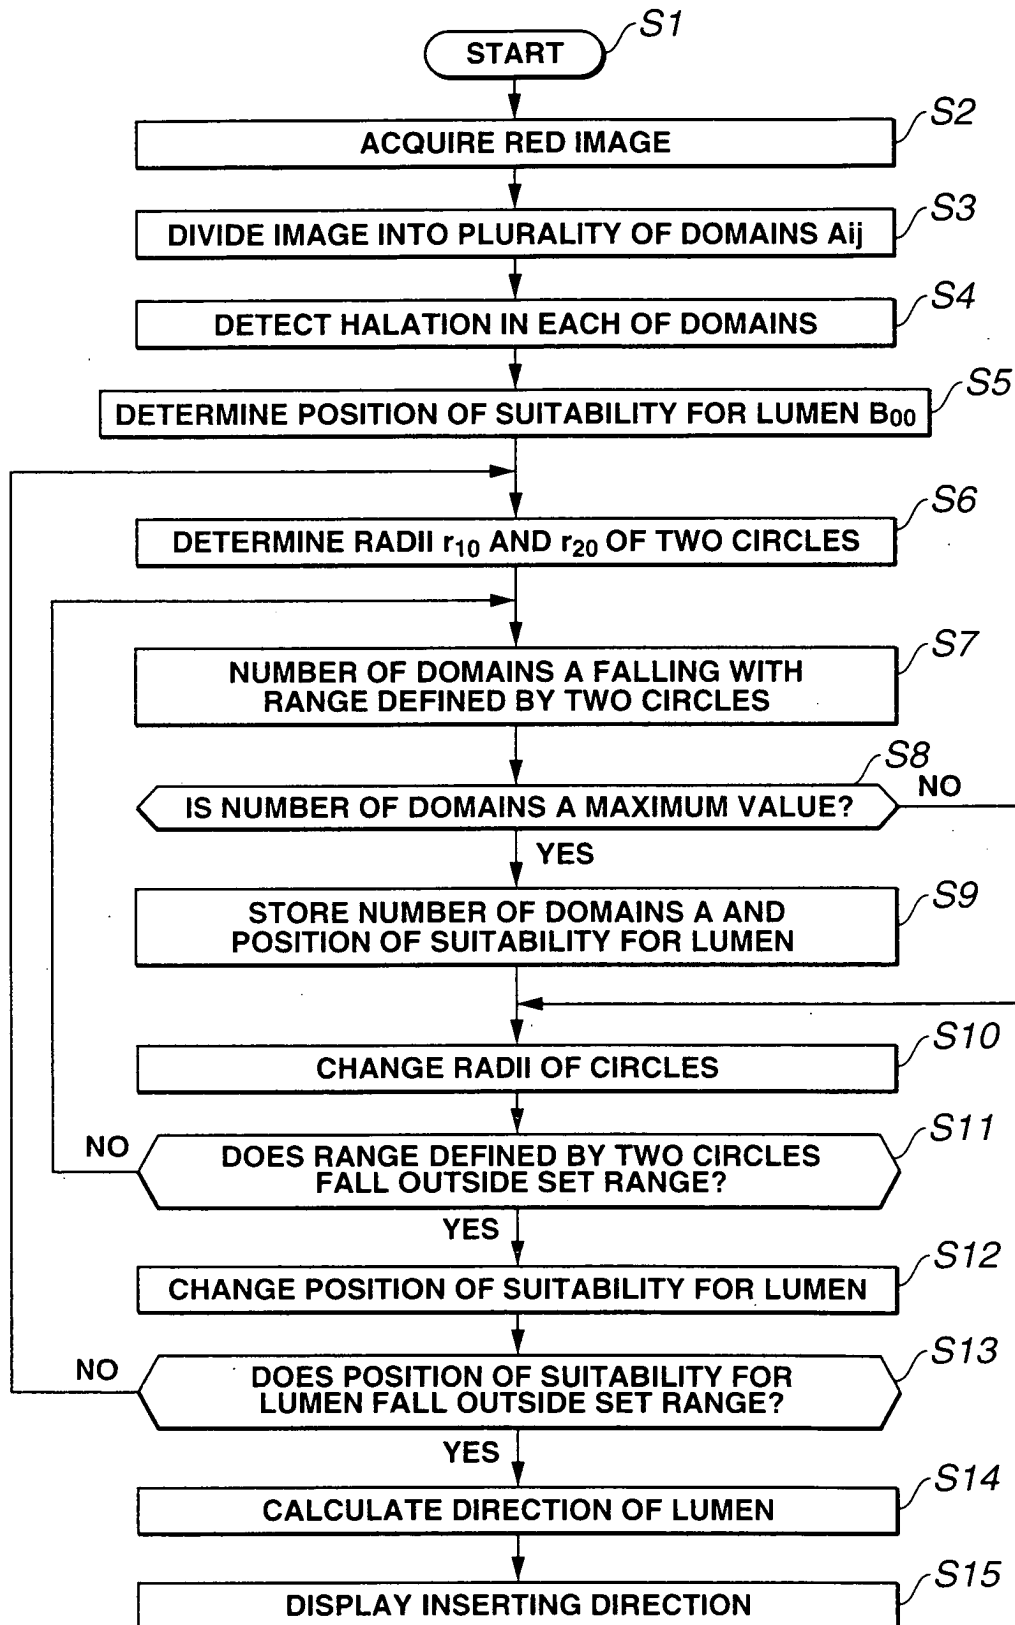 S1
START
S2
ACQUIRE RED IMAGE
S3
DIVIDE IMAGE INTO PLURALITY OF DOMAINS Aij
S4
DETECT HALATION IN EACH OF DOMAINS
S5
DETERMINE POSITION OF SUITABILITY FOR LUMEN B00
S6
DETERMINE RADII r10 AND r20 OF TWO CIRCLES
S7
NUMBER OF DOMAINS A FALLING WITH
RANGE DEFINED BY TWO CIRCLES
S8
IS NUMBER OF DOMAINS A MAXIMUM VALUE?
NO
YES
S9
STORE NUMBER OF DOMAINS A AND
POSITION OF SUITABILITY FOR LUMEN
S10
CHANGE RADII OF CIRCLES
S11
NO
DOES RANGE DEFINED BY TWO CIRCLES
FALL OUTSIDE SET RANGE?
YES
S12
CHANGE POSITION OF SUITABILITY FOR LUMEN
S13
NO
DOES POSITION OF SUITABILITY FOR
LUMEN FALL OUTSIDE SET RANGE?
YES
S14
CALCULATE DIRECTION OF LUMEN
S15
DISPLAY INSERTING DIRECTION